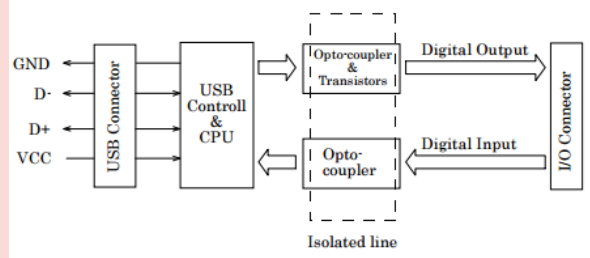 GND
D-
D+
VCC
USB Connector
USB
Controll
&
CPU
Opto-coupler
&
Transistors
Opto-
coupler
Digital Output
Digital Input
I/O Connector
Isolated line